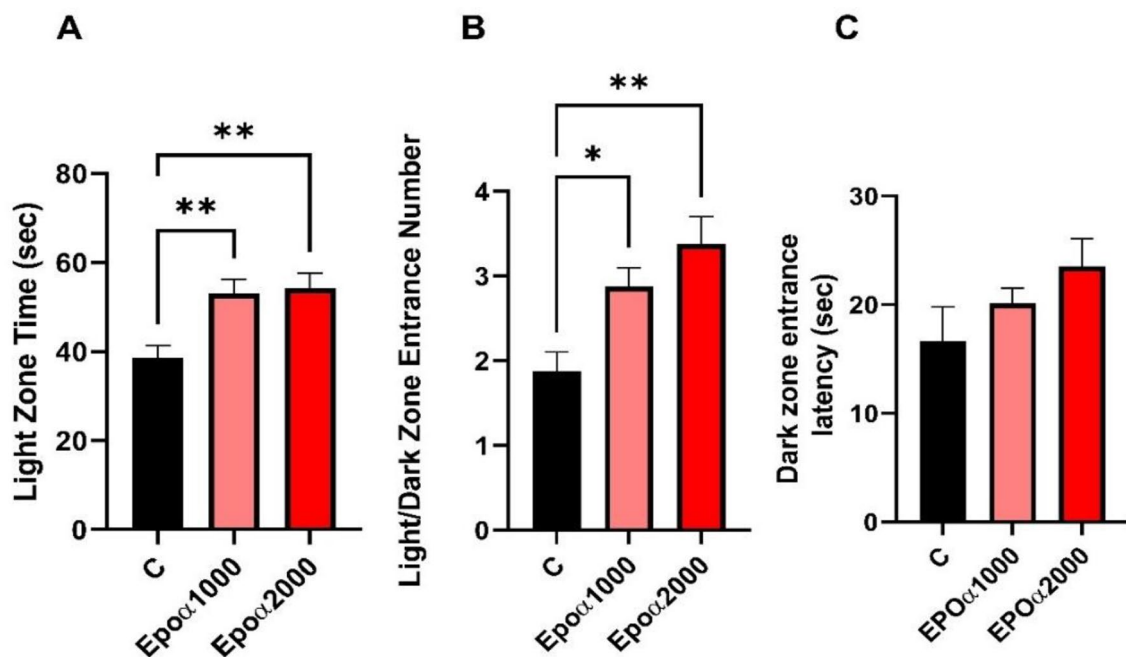 A
Light Zone Time (sec)
80
60
40
20
0
**
**
C
Epoα1000
Epoα2000
B
Light/Dark Zone Entrance Number
4
3
2
1
0
**
*
C
Epoα1000
Epoα2000
C
Dark zone entrance
latency (sec)
30
20
10
0
C
EPOα1000
EPOα2000